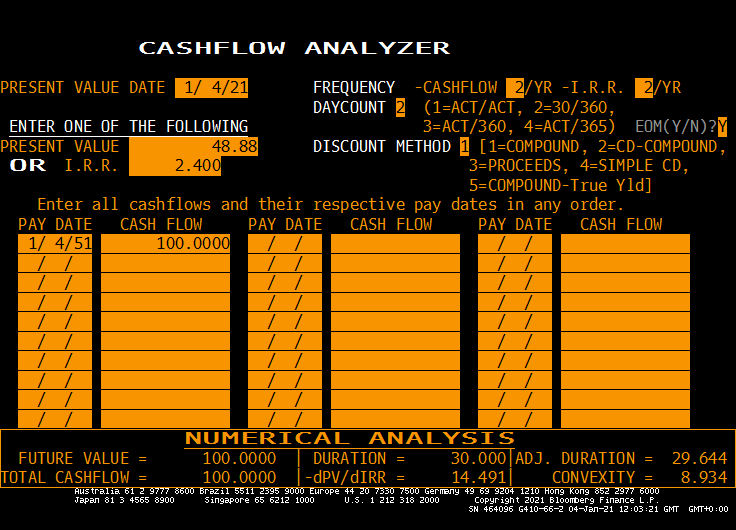 CASHFLOW ANALYZER
PRESENT VALUE DATE 1/ 4/21 FREQUENCY -CASHFLOW 2/YR -I.R.R. 2/YR
DAYCOUNT 2 (1=ACT/ACT, 2=30/360,
ENTER ONE OF THE FOLLOWING 3=ACT/360, 4=ACT/365) EOM(Y/N)?Y
PRESENT VALUE 48.88 DISCOUNT METHOD 1 [1=COMPOUND, 2=CD-COMPOUND,
OR I.R.R. 2.400 3=PROCEEDS, 4=SIMPLE CD,
5=COMPOUND-True Yld]
Enter all cashflows and their respective pay dates in any order.
PAY DATE CASH FLOW PAY DATE CASH FLOW PAY DATE CASH FLOW
1/ 4/51 100.0000 / / / /
/ / / / / /
/ / / / / /
/ / / / / /
/ / / / / /
/ / / / / /
/ / / / / /
/ / / / / /
/ / / / / /
/ / / / / /
NUMERICAL ANALYSIS
FUTURE VALUE = 100.0000 | DURATION = 30.000|ADJ. DURATION = 29.644
TOTAL CASHFLOW = 100.0000 | -dPV/dIRR = 14.491| CONVEXITY = 8.934
Australia 61 2 9777 8600 Brazil 5511 2395 9000 Europe 44 20 7330 7500 Germany 49 69 9204 1210 Hong Kong 852 2977 6000
Japan 81 3 4565 8900 Singapore 65 6212 1000 U.S. 1 212 318 2000 Copyright 2021 Bloomberg Finance L.P.
SN 464096 G410-66-2 04-Jan-21 12:03:21 GMT GMT+0:00